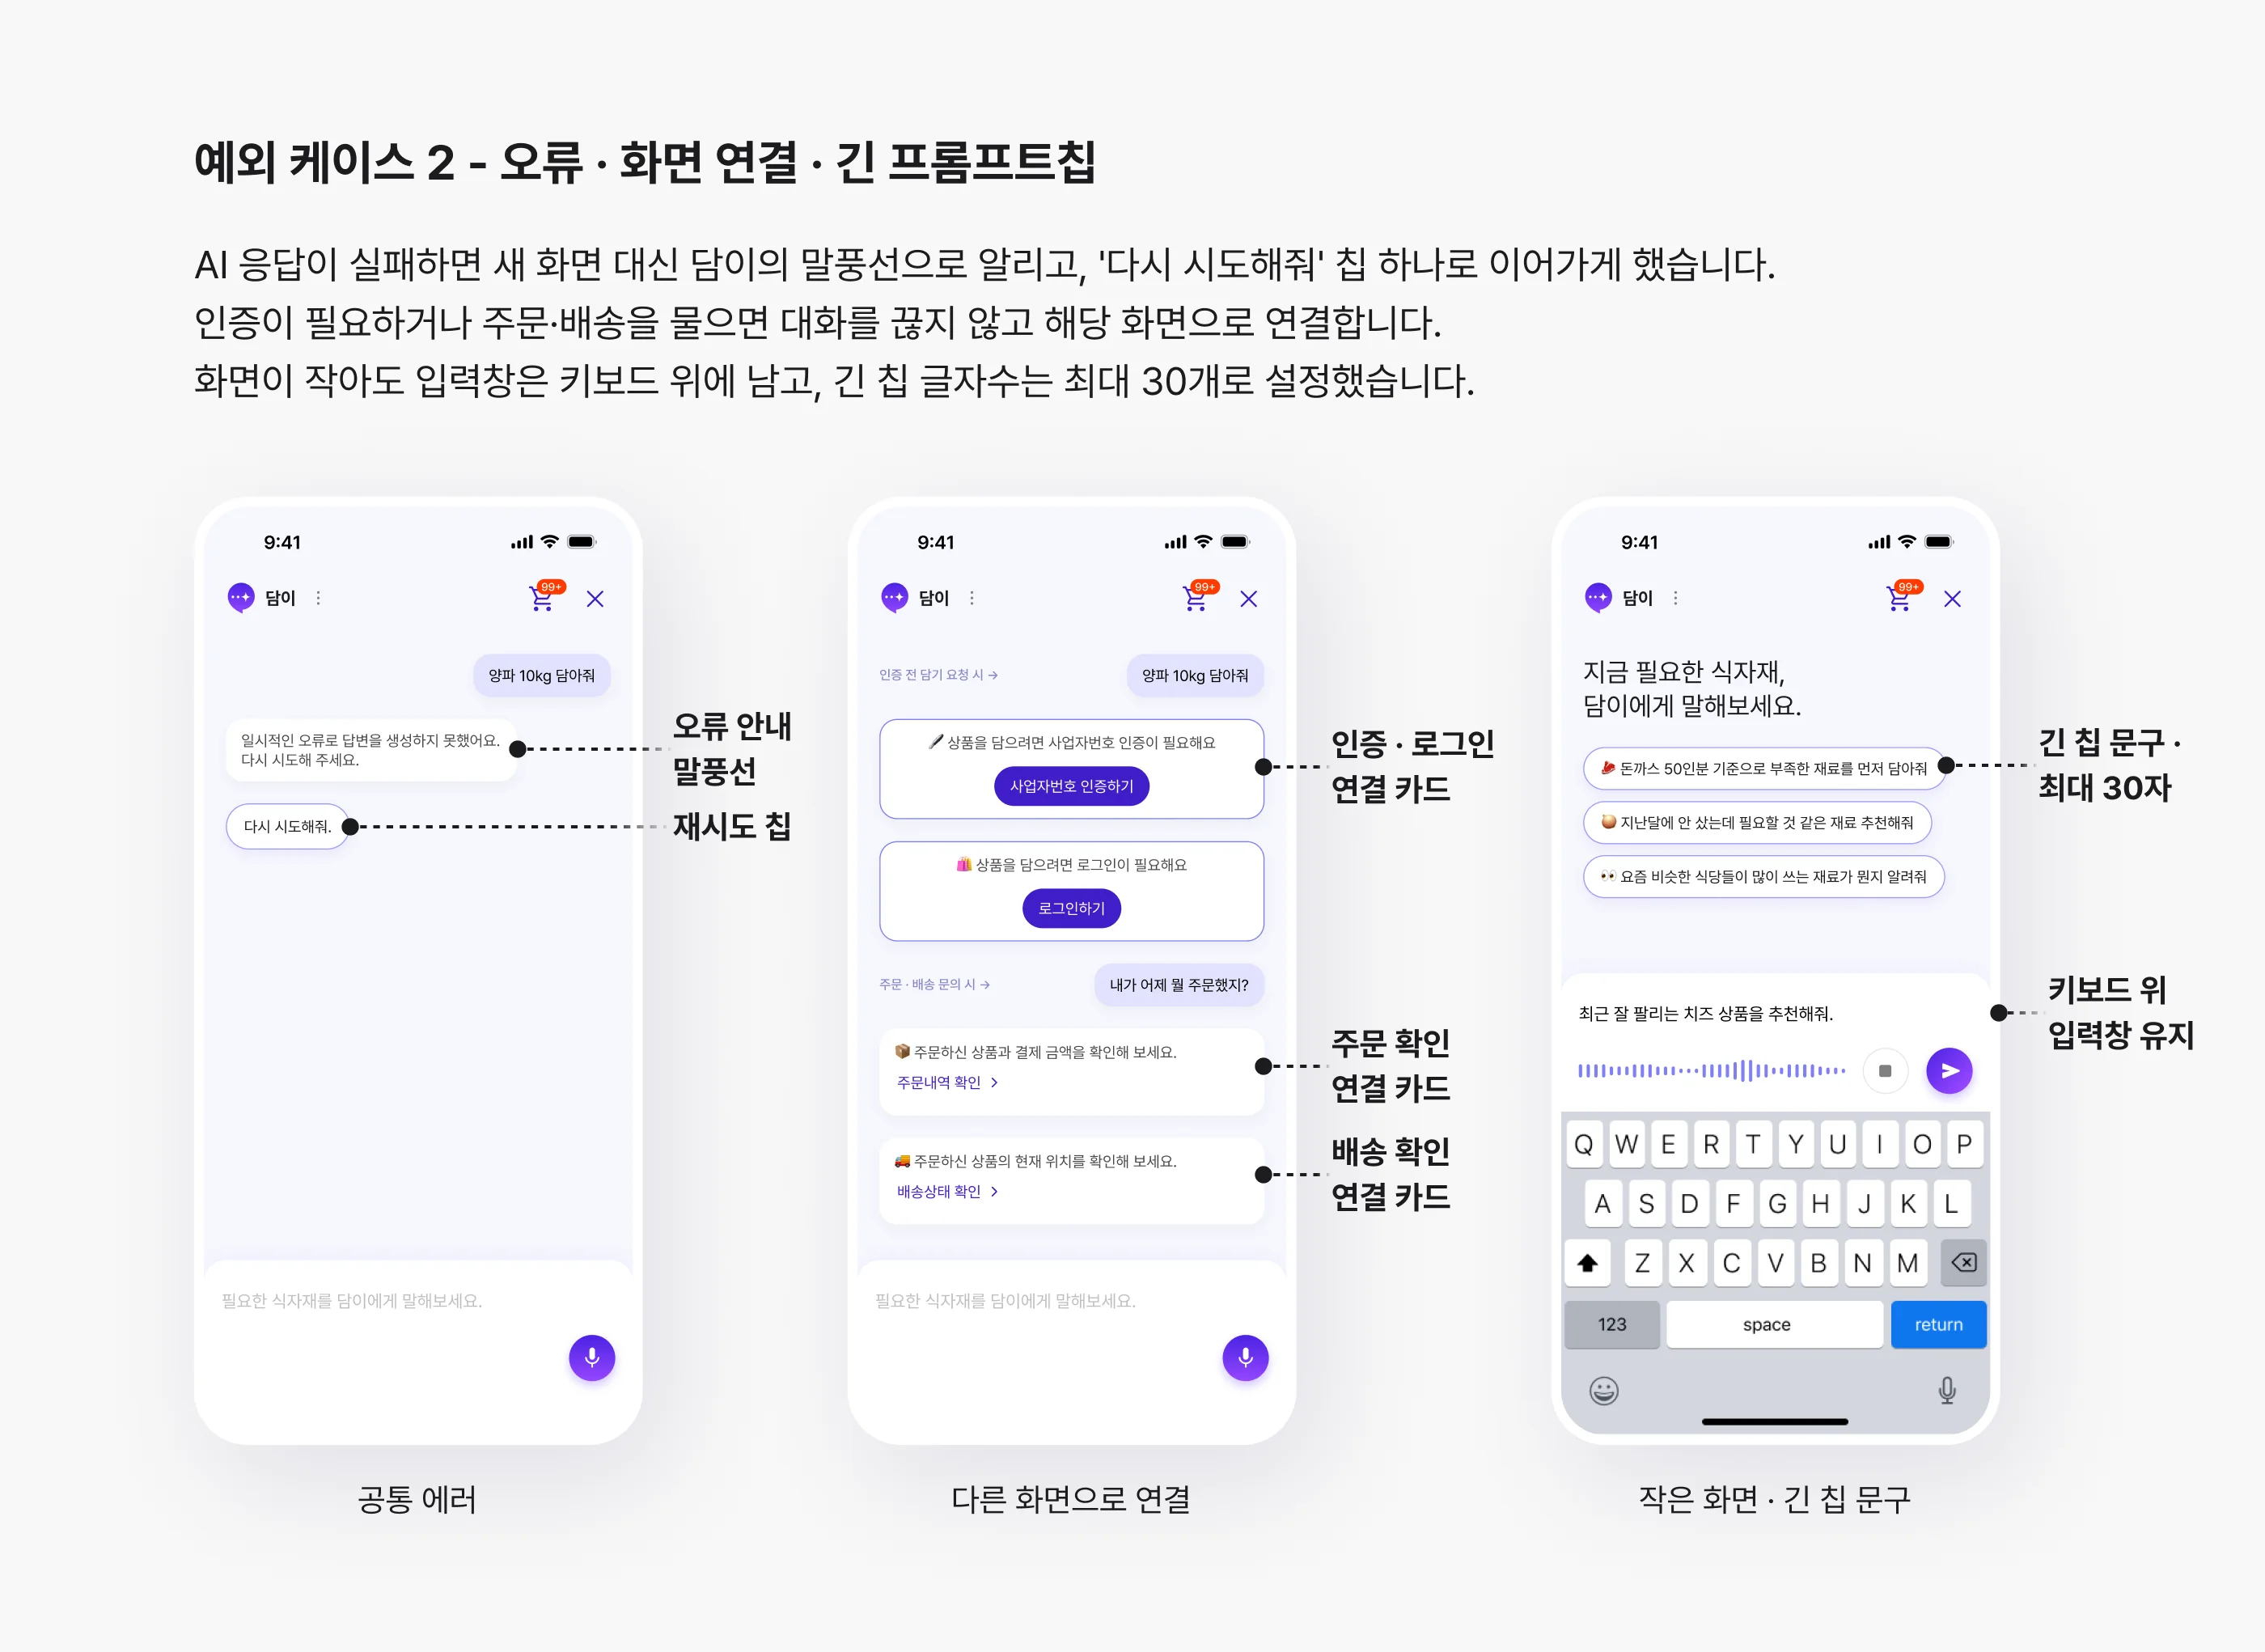 예외 케이스 2 - 오류 · 화면 연결 · 긴 프롬프트칩
AI 응답이 실패하면 새 화면 대신 담이의 말풍선으로 알리고, '다시 시도해줘' 칩 하나로 이어가게 했습니다.
인증이 필요하거나 주문·배송을 물으면 대화를 끊지 않고 해당 화면으로 연결합니다.
화면이 작아도 입력창은 키보드 위에 남고, 긴 칩 글자수는 최대 30개로 설정했습니다.
9:41
담이
99+
양파 10kg 담아줘
일시적인 오류로 답변을 생성하지 못했어요.
다시 시도해 주세요.
다시 시도해줘.
오류 안내
말풍선
재시도 칩
필요한 식자재를 담이에게 말해보세요.
공통 에러
9:41
담이
99+
인증 전 담기 요청 시 →
양파 10kg 담아줘
상품을 담으려면 사업자번호 인증이 필요해요
사업자번호 인증하기
상품을 담으려면 로그인이 필요해요
로그인하기
인증 · 로그인
연결 카드
주문 · 배송 문의 시 →
내가 어제 뭘 주문했지?
주문하신 상품과 결제 금액을 확인해 보세요.
주문내역 확인 >
주문 확인
연결 카드
주문하신 상품의 현재 위치를 확인해 보세요.
배송상태 확인 >
배송 확인
연결 카드
필요한 식자재를 담이에게 말해보세요.
다른 화면으로 연결
9:41
담이
99+
지금 필요한 식자재,
담이에게 말해보세요.
돈까스 50인분 기준으로 부족한 재료를 먼저 담아줘
지난달에 안 샀는데 필요할 것 같은 재료 추천해줘
요즘 비슷한 식당들이 많이 쓰는 재료가 뭔지 알려줘
긴 칩 문구 ·
최대 30자
최근 잘 팔리는 치즈 상품을 추천해줘.
키보드 위
입력창 유지
Q W E R T Y U I O P
A S D F G H J K L
Z X C V B N M
123 space return
작은 화면 · 긴 칩 문구